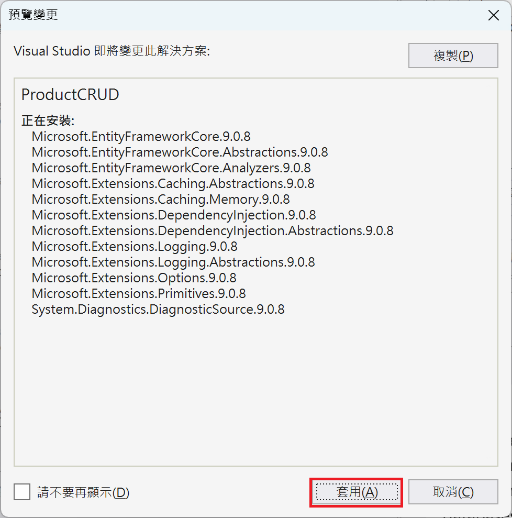 預覽變更
Visual Studio 即將變更此解決方案:
複製(P)
ProductCRUD
正在安裝:
Microsoft.EntityFrameworkCore.9.0.8
Microsoft.EntityFrameworkCore.Abstractions.9.0.8
Microsoft.EntityFrameworkCore.Analyzers.9.0.8
Microsoft.Extensions.Caching.Abstractions.9.0.8
Microsoft.Extensions.Caching.Memory.9.0.8
Microsoft.Extensions.DependencyInjection.9.0.8
Microsoft.Extensions.DependencyInjection.Abstractions.9.0.8
Microsoft.Extensions.Logging.9.0.8
Microsoft.Extensions.Logging.Abstractions.9.0.8
Microsoft.Extensions.Options.9.0.8
Microsoft.Extensions.Primitives.9.0.8
System.Diagnostics.DiagnosticSource.9.0.8
請不要再顯示(D)
套用(A)
取消(C)